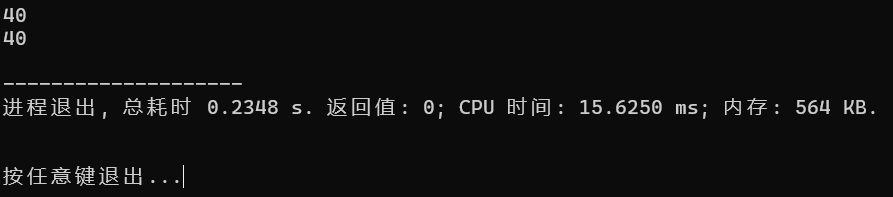 40
40
--------------------
进程退出, 总耗时 0.2348 s. 返回值: 0; CPU 时间: 15.6250 ms; 内存: 564 KB.
按任意键退出...